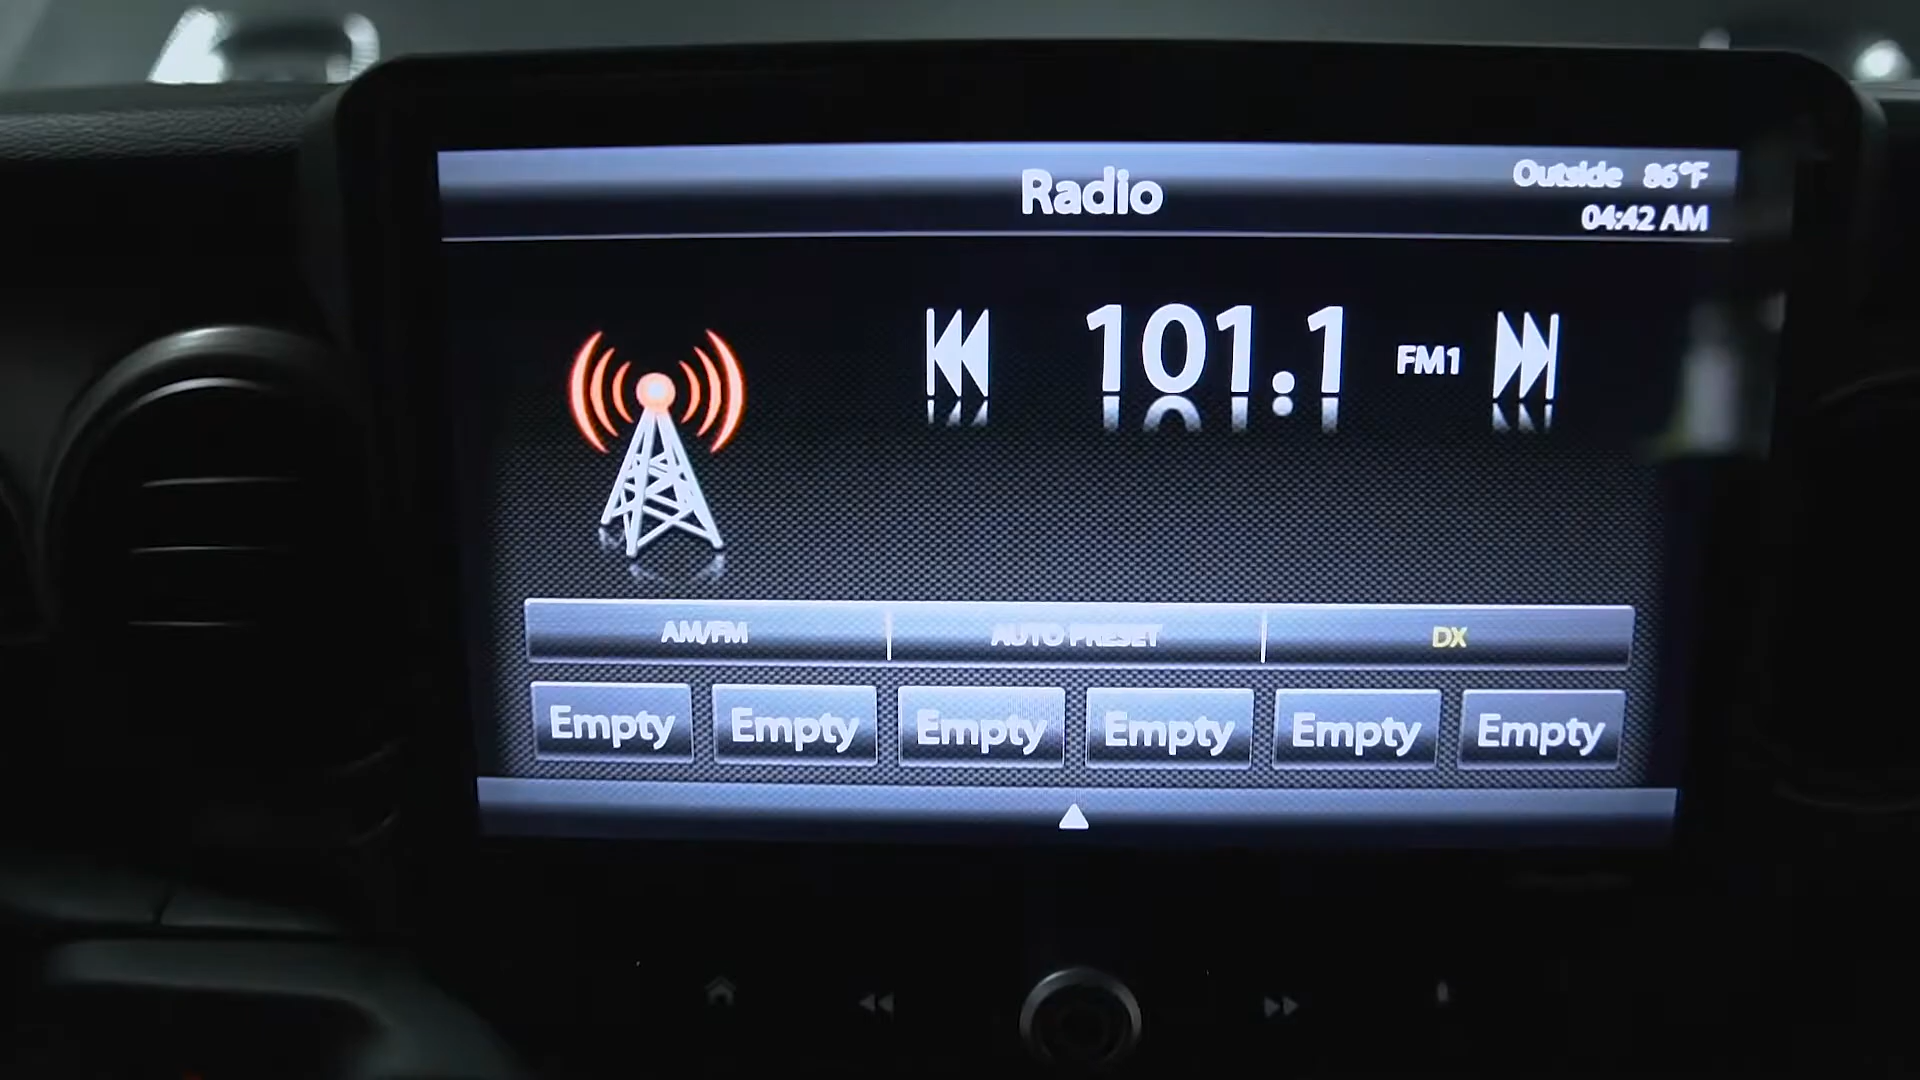 Radio
Outside 86°F
04:42 AM
101.1 FM1
AM/FM AUTO PRESET DX
Empty Empty Empty Empty Empty Empty